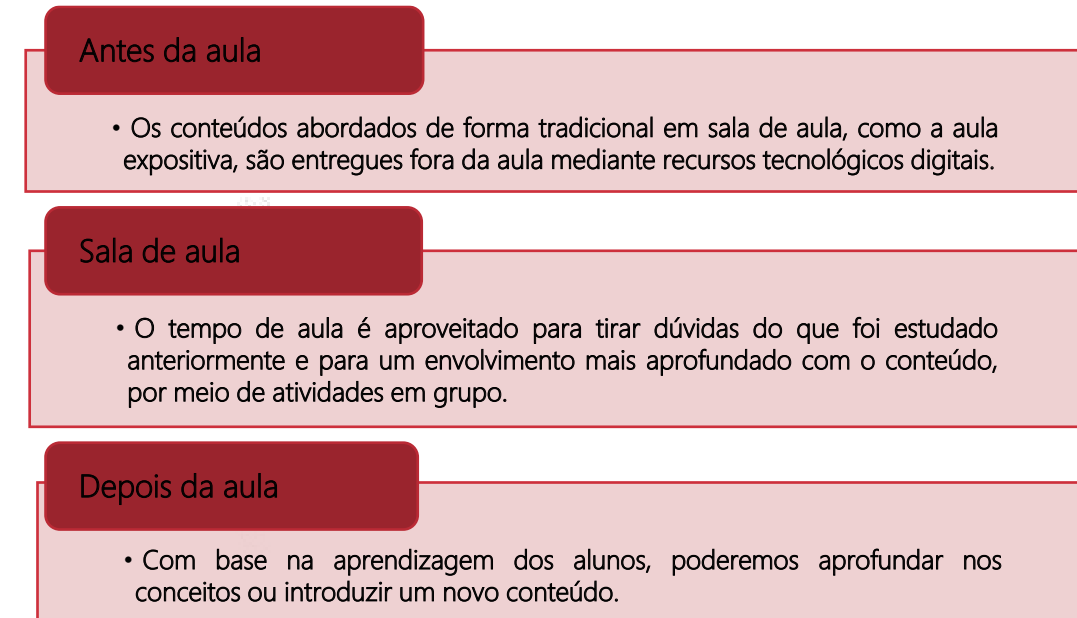 Antes da aula
• Os conteúdos abordados de forma tradicional em sala de aula, como a aula
expositiva, são entregues fora da aula mediante recursos tecnológicos digitais.
Sala de aula
• O tempo de aula é aproveitado para tirar dúvidas do que foi estudado
anteriormente e para um envolvimento mais aprofundado com o conteúdo,
por meio de atividades em grupo.
Depois da aula
• Com base na aprendizagem dos alunos, poderemos aprofundar nos
conceitos ou introduzir um novo conteúdo.